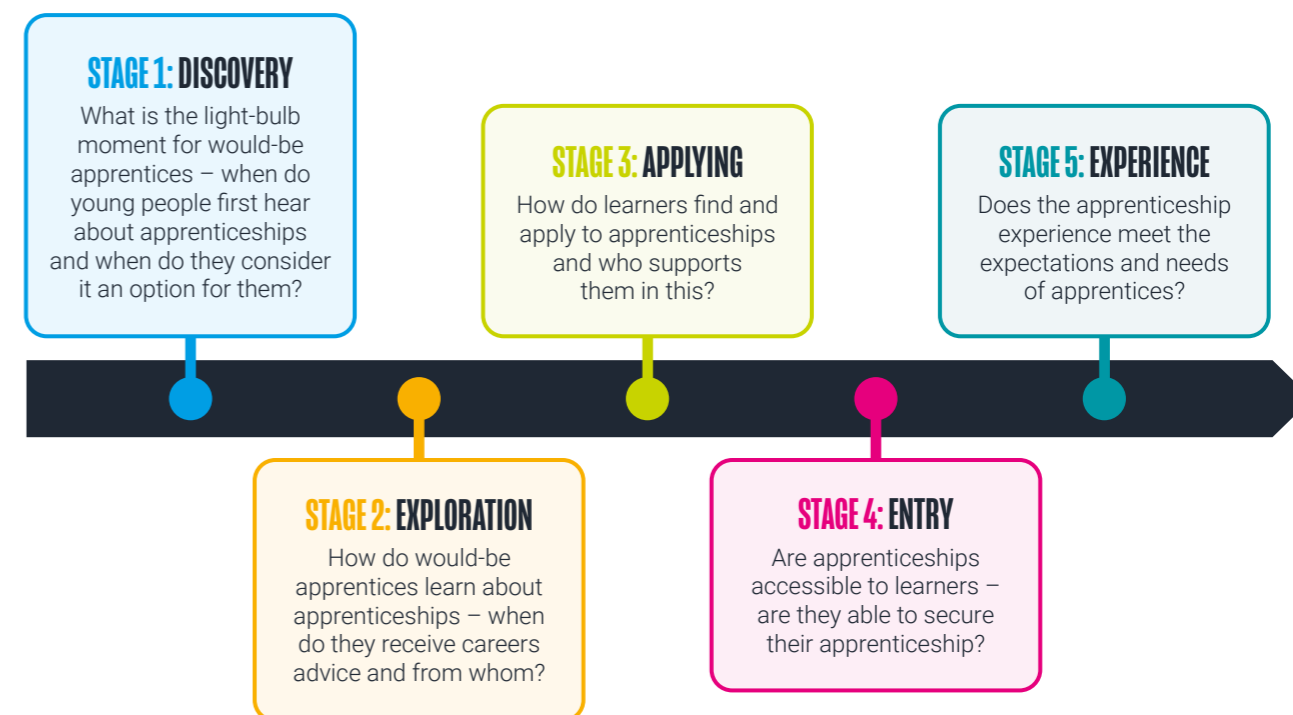 STAGE 1: DISCOVERY
What is the light-bulb
moment for would-be
apprentices – when do
young people first hear
about apprenticeships
and when do they consider
it an option for them?
STAGE 2: EXPLORATION
How do would-be
apprentices learn about
apprenticeships – when
do they receive careers
advice and from whom?
STAGE 3: APPLYING
How do learners find and
apply to apprenticeships
and who supports
them in this?
STAGE 4: ENTRY
Are apprenticeships
accessible to learners –
are they able to secure
their apprenticeship?
STAGE 5: EXPERIENCE
Does the apprenticeship
experience meet the
expectations and needs
of apprentices?